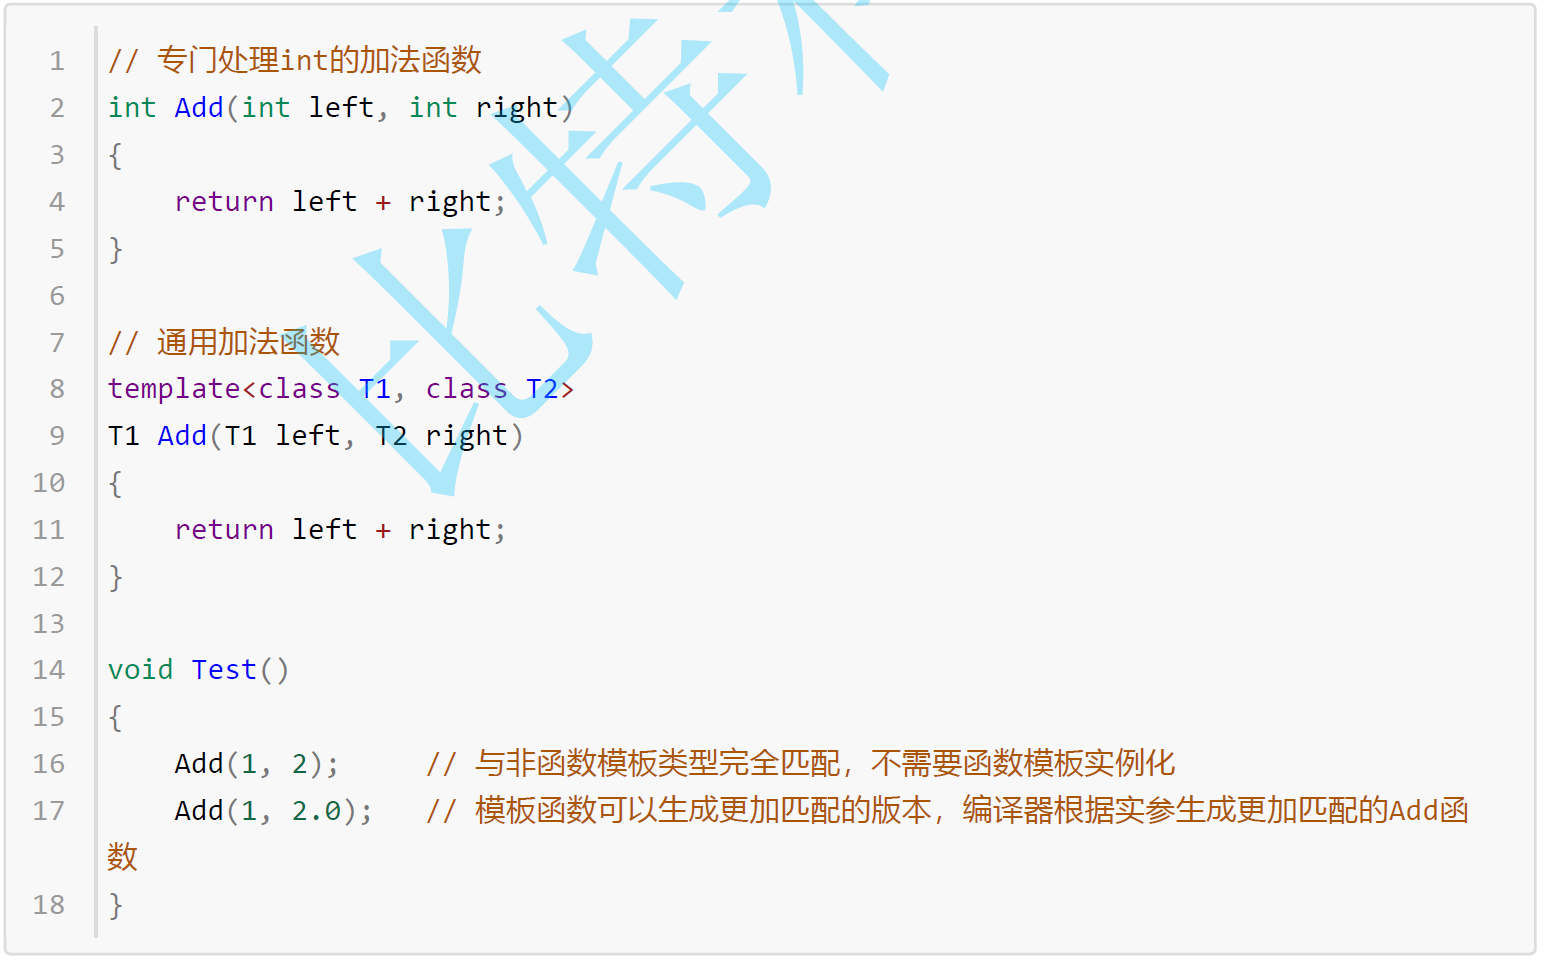 1 // 专门处理int的加法函数
2 int Add(int left, int right)
3 {
4 return left + right;
5 }
6
7 // 通用加法函数
8 template<class T1, class T2>
9 T1 Add(T1 left, T2 right)
10 {
11 return left + right;
12 }
13
14 void Test()
15 {
16 Add(1, 2); // 与非函数模板类型完全匹配，不需要函数模板实例化
17 Add(1, 2.0); // 模板函数可以生成更加匹配的版本，编译器根据实参生成更加匹配的Add函
数
18 }
比特